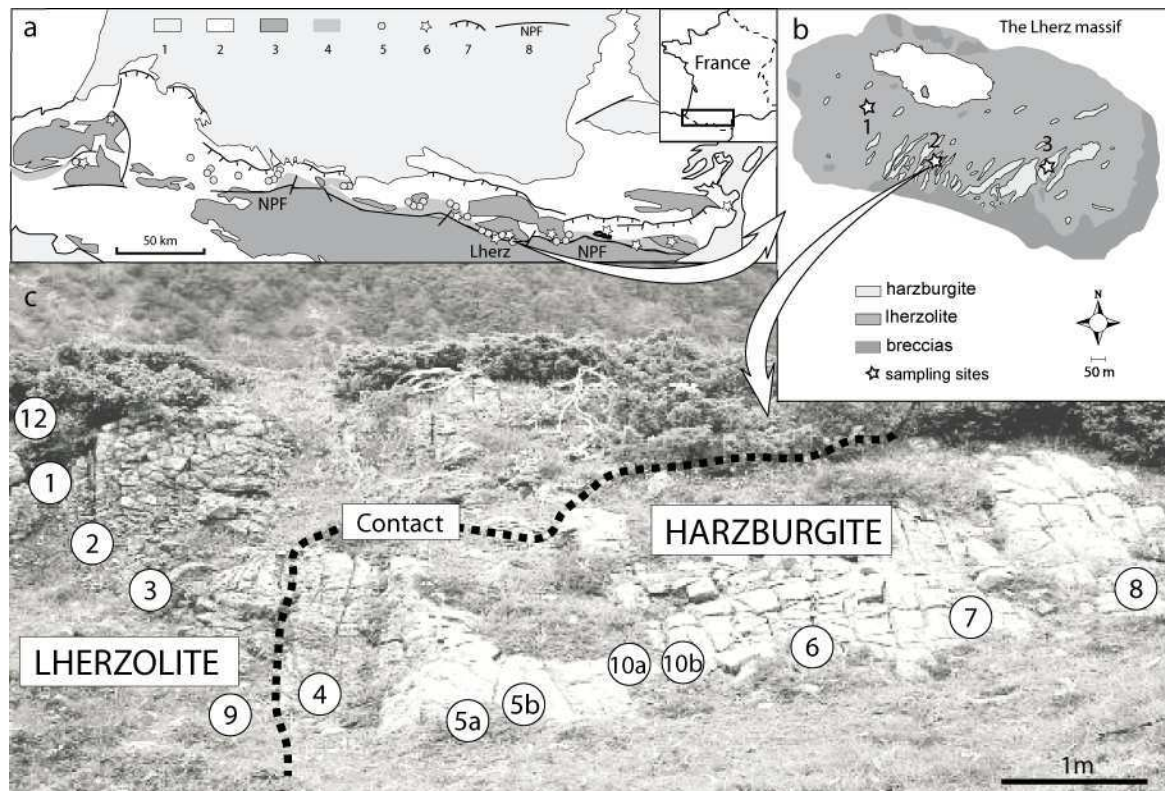 a
1 2 3 4 5 6 7 8
NPF
France
NPF
50 km
Lherz
NPF
b
The Lherz massif
1
2
3
harzburgite
lherzolite
breccias
sampling sites
N
50 m
c
12
1
Contact
HARZBURGITE
2
3
8
7
6
LHERZOLITE
10a 10b
4
9
5a 5b
1m